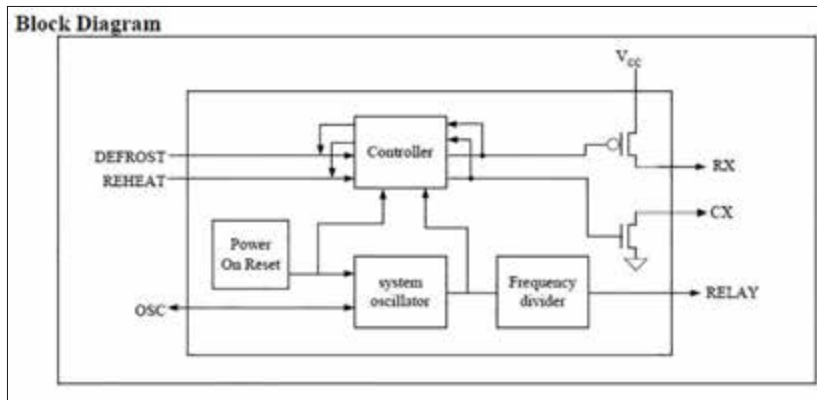 Block Diagram
VCC
DEFROST
Controller
RX
REHEAT
CX
Power
On Reset
system
oscillator
Frequency
divider
OSC
RELAY